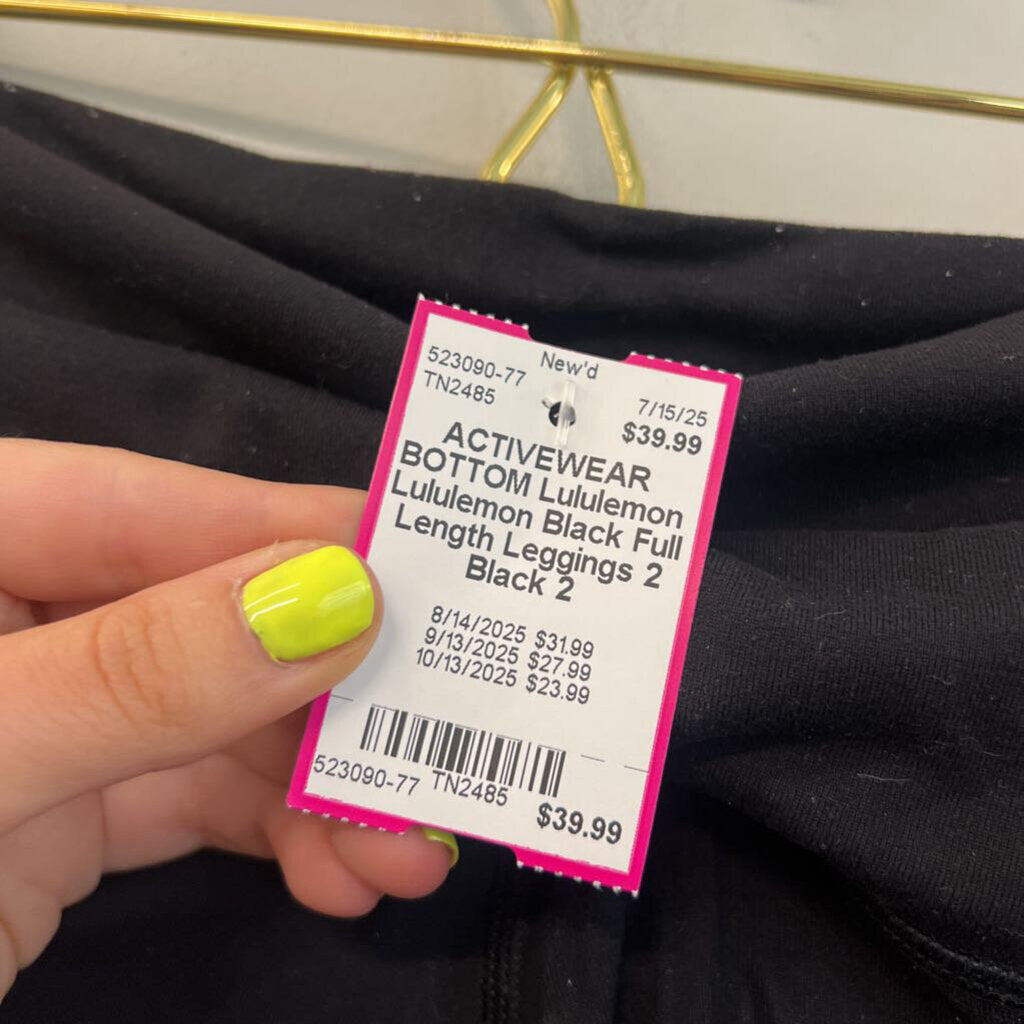 New'd
523090-77
TN2485
7/15/25
$39.99
ACTIVEWEAR
BOTTOM Lululemon
Lululemon Black Full
Length Leggings 2
Black 2
8/14/2025 $31.99
9/13/2025 $27.99
10/13/2025 $23.99
523090-77 TN2485
$39.99